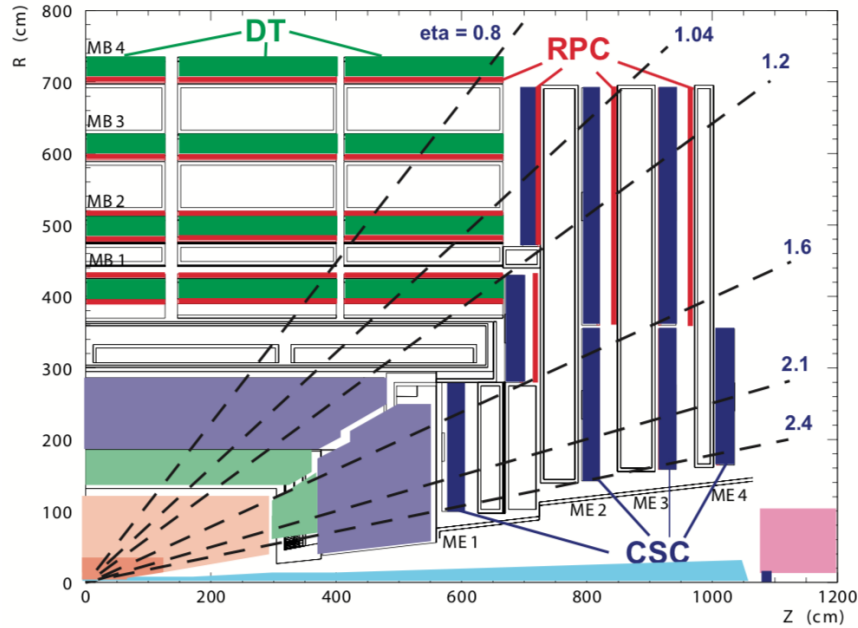 R (cm)
800
700
600
500
400
300
200
100
0
MB 4
MB 3
MB 2
MB 1
DT
eta = 0.8
RPC
1.04
1.2
1.6
2.1
2.4
ME 1
ME 2
ME 3
ME 4
CSC
0
200
400
600
800
1000
1200
Z (cm)